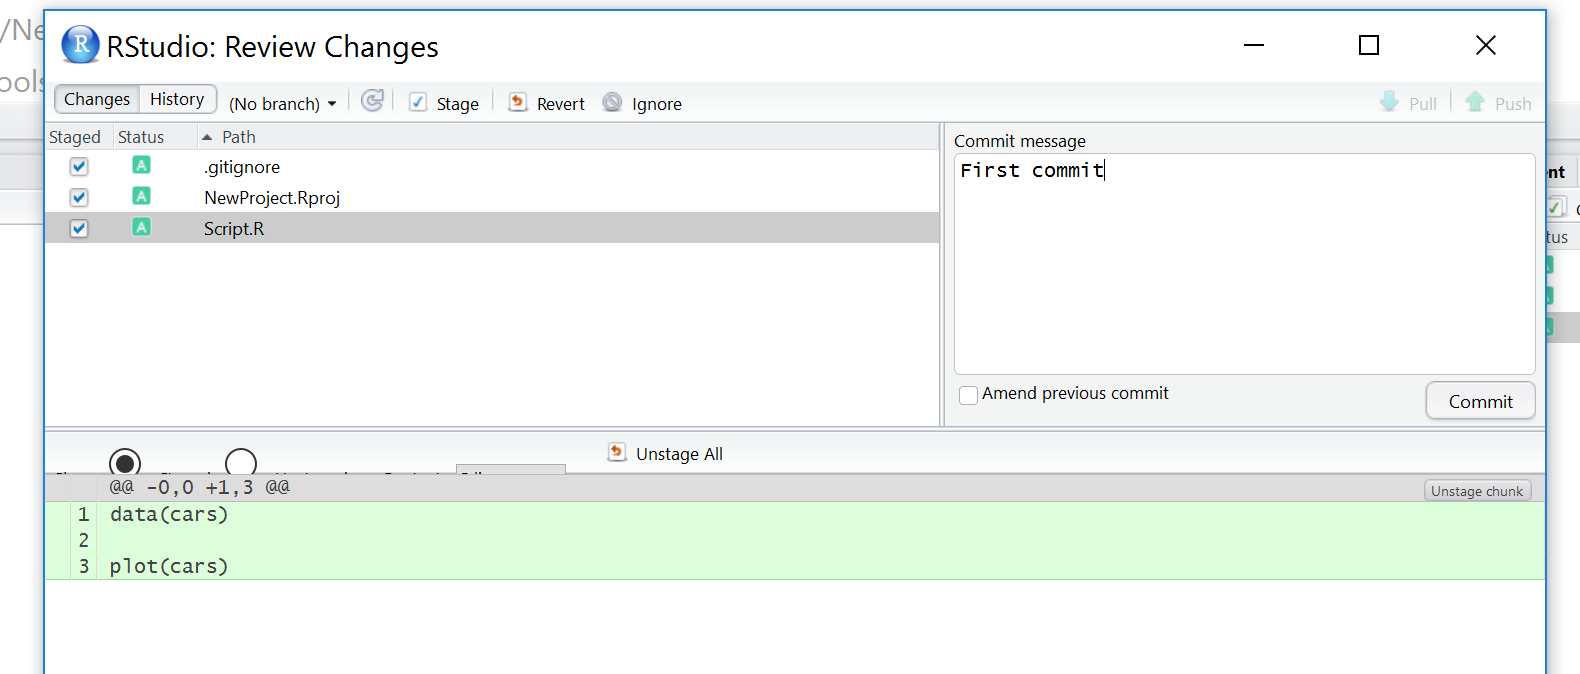 /Ne
RStudio: Review Changes
ools
Changes History (No branch) Stage Revert Ignore Pull Push
Staged Status Path
.gitignore
NewProject.Rproj
Script.R
Commit message
First commit
Amend previous commit
Commit
nt
tus
Unstage All
@@ -0,0 +1,3 @@ Unstage chunk
1 data(cars)
2
3 plot(cars)